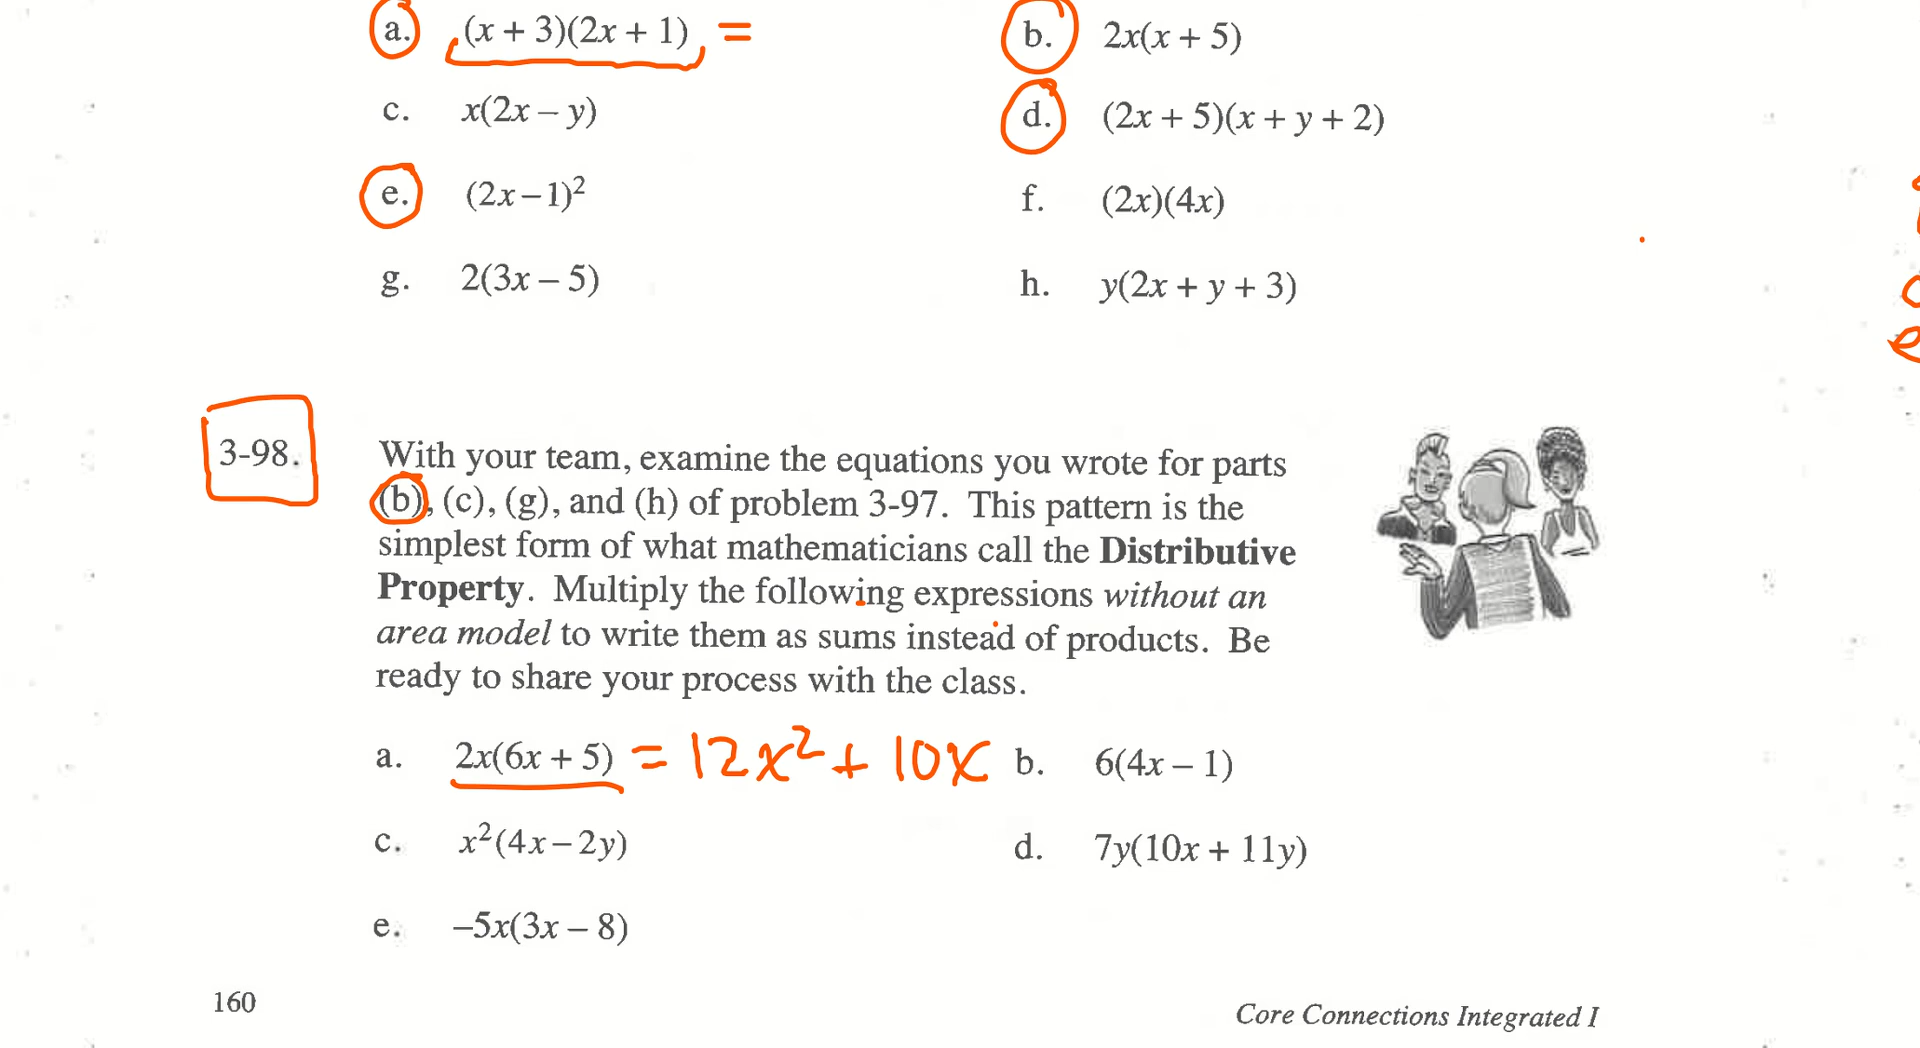 a. (x + 3)(2x + 1) =
b. 2x(x + 5)
c. x(2x – y)
d. (2x + 5)(x + y + 2)
e. (2x – 1)²
f. (2x)(4x)
g. 2(3x – 5)
h. y(2x + y + 3)
3-98. With your team, examine the equations you wrote for parts
(b), (c), (g), and (h) of problem 3-97. This pattern is the
simplest form of what mathematicians call the Distributive
Property. Multiply the following expressions without an
area model to write them as sums instead of products. Be
ready to share your process with the class.
a. 2x(6x + 5) = 12x² + 10x
b. 6(4x – 1)
c. x²(4x – 2y)
d. 7y(10x + 11y)
e. –5x(3x – 8)
160
Core Connections Integrated I